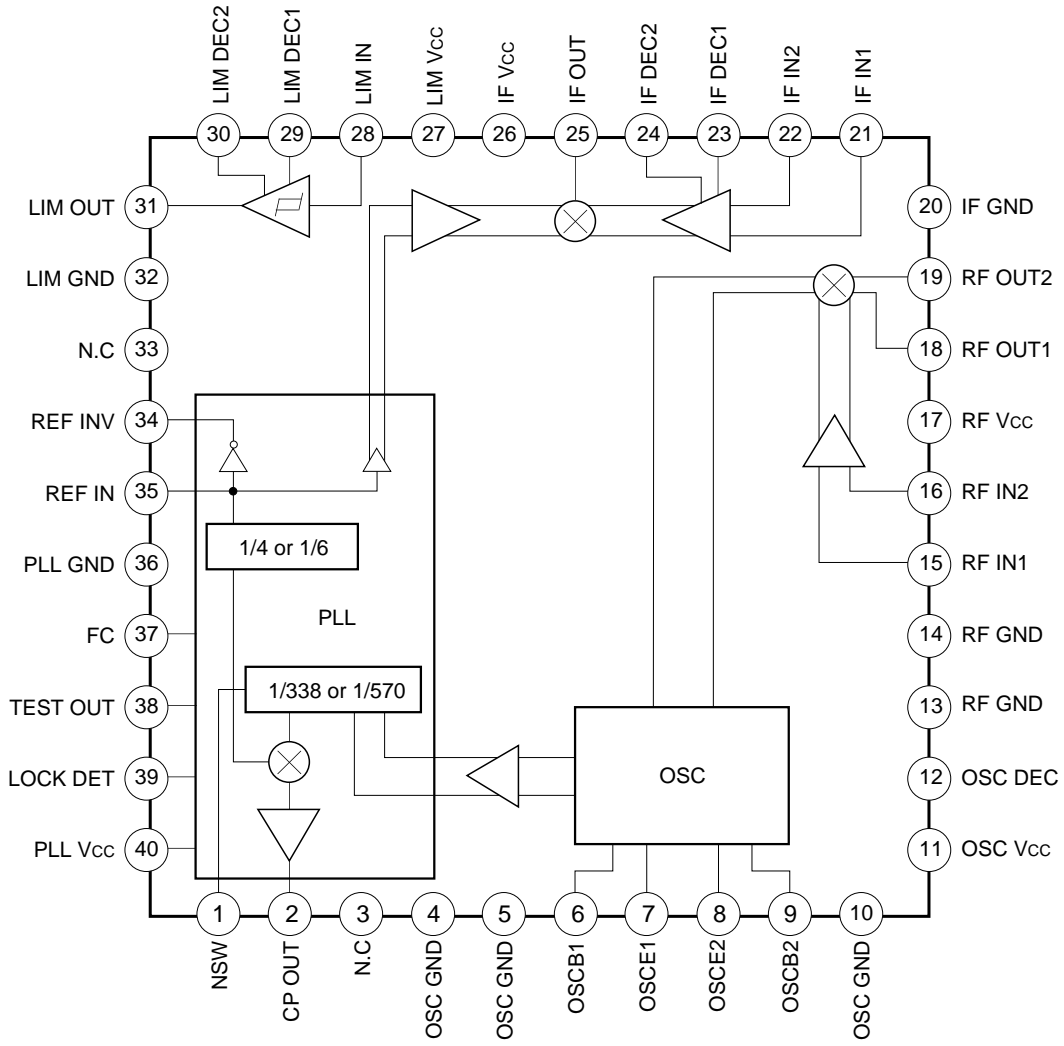 LIM DEC2
LIM DEC1
LIM IN
LIM VCC
IF VCC
IF OUT
IF DEC2
IF DEC1
IF IN2
IF IN1
30
29
28
27
26
25
24
23
22
21
LIM OUT
31
20
IF GND
LIM GND
32
19
RF OUT2
N.C
33
18
RF OUT1
REF INV
34
17
RF VCC
REF IN
35
16
RF IN2
1/4 or 1/6
PLL GND
36
15
RF IN1
PLL
FC
37
14
RF GND
1/338 or 1/570
TEST OUT
38
13
RF GND
LOCK DET
39
OSC
12
OSC DEC
PLL VCC
40
11
OSC VCC
1
2
3
4
5
6
7
8
9
10
NSW
CP OUT
N.C
OSC GND
OSC GND
OSCB1
OSCE1
OSCE2
OSCB2
OSC GND